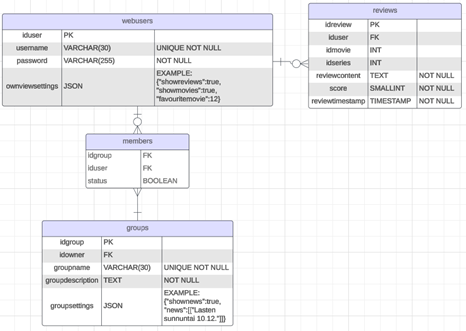 webusers
iduser PK
username VARCHAR(30) UNIQUE NOT NULL
password VARCHAR(255) NOT NULL
ownviewsettings JSON EXAMPLE:
{"showreviews":true,
"showmovies":true,
"favouritemovie":12}
reviews
idreview PK
iduser FK
idmovie INT
idseries INT
reviewcontent TEXT NOT NULL
score SMALLINT NOT NULL
reviewtimestamp TIMESTAMP NOT NULL
members
idgroup FK
iduser FK
status BOOLEAN
groups
idgroup PK
idowner FK
groupname VARCHAR(30) UNIQUE NOT NULL
groupdescription TEXT NOT NULL
groupsettings JSON EXAMPLE:
{"shownews":true,
"news":[["Lasten
sunnuntai 10.12."]]}